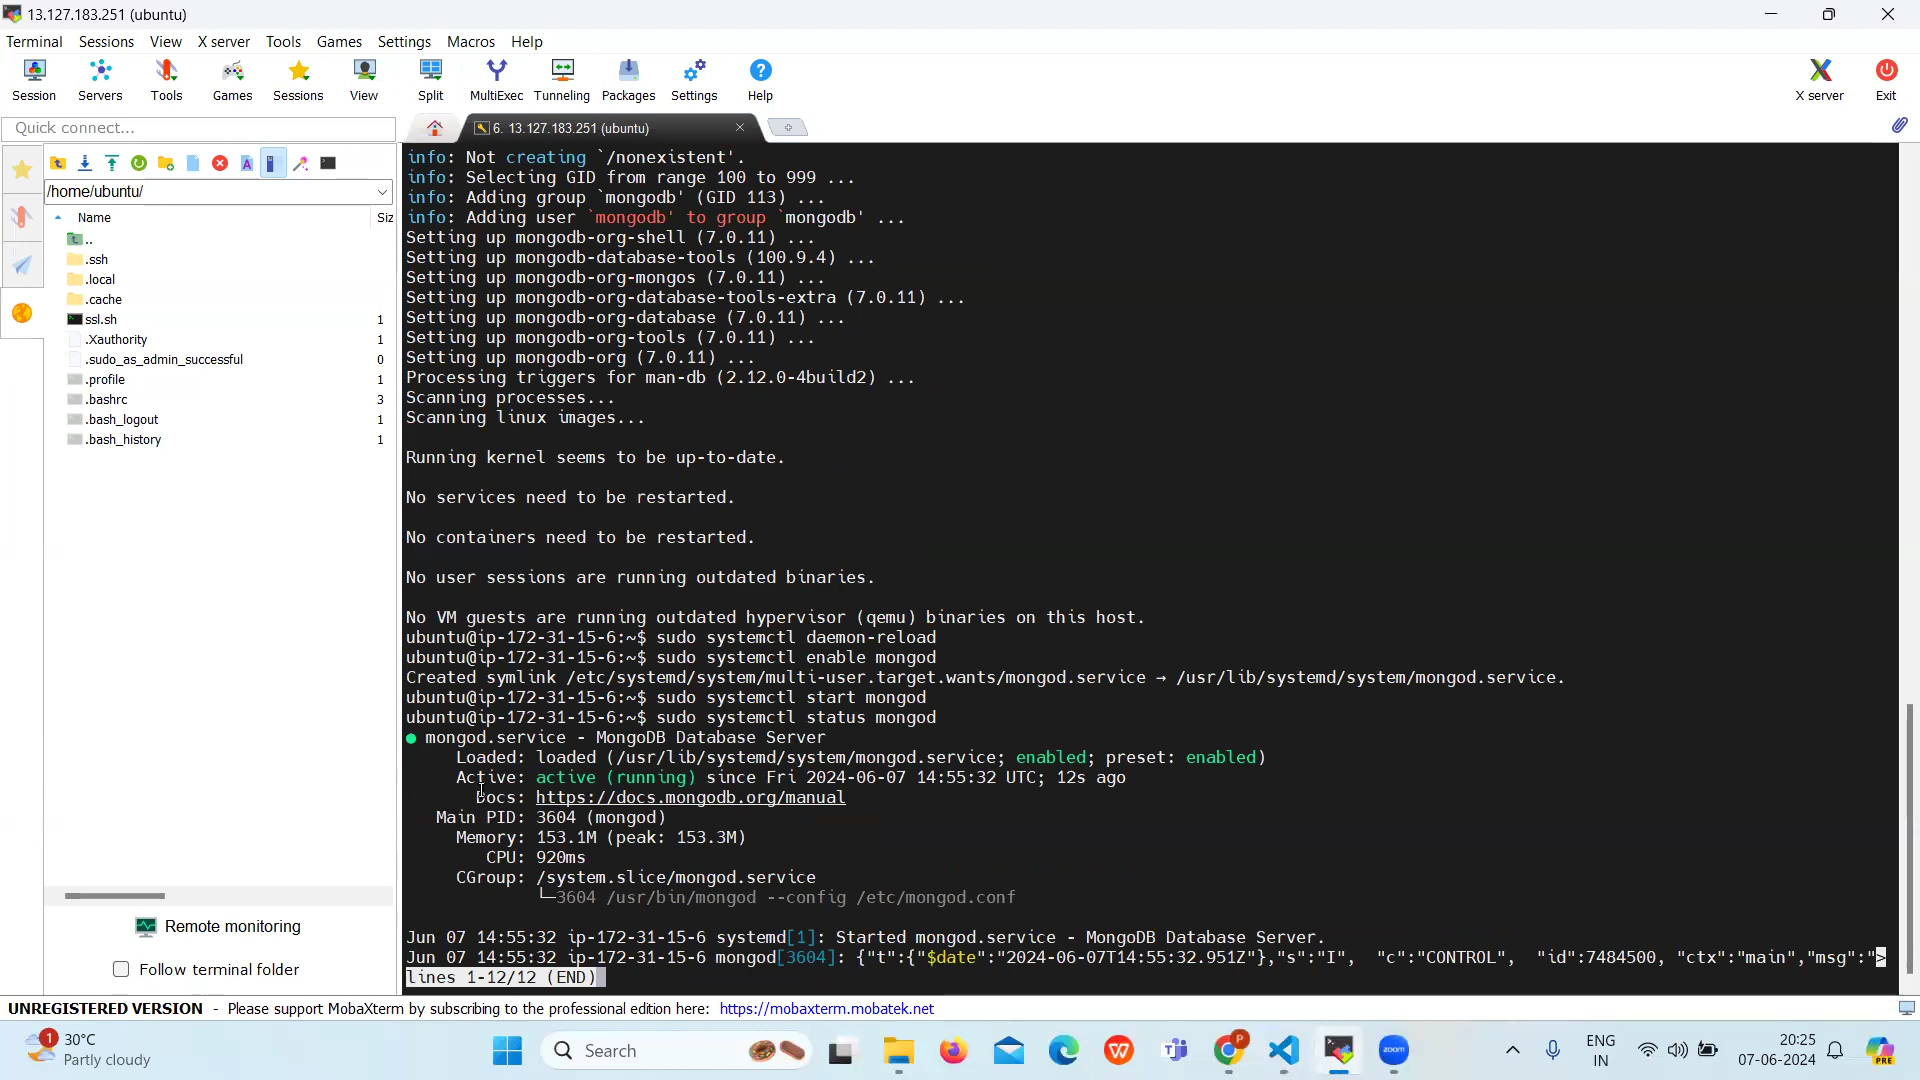 13.127.183.251 (ubuntu)
Terminal Sessions View X server Tools Games Settings Macros Help
Session Servers Tools Games Sessions View Split MultiExec Tunneling Packages Settings Help X server Exit
Quick connect...
6. 13.127.183.251 (ubuntu)
/home/ubuntu/
Name Siz
..
.ssh
.local
.cache
ssl.sh 1
.Xauthority 1
.sudo_as_admin_successful 0
.profile 1
.bashrc 3
.bash_logout 1
.bash_history 1
Remote monitoring
Follow terminal folder
info: Not creating `/nonexistent'.
info: Selecting GID from range 100 to 999 ...
info: Adding group `mongodb' (GID 113) ...
info: Adding user `mongodb' to group `mongodb' ...
Setting up mongodb-org-shell (7.0.11) ...
Setting up mongodb-database-tools (100.9.4) ...
Setting up mongodb-org-mongos (7.0.11) ...
Setting up mongodb-org-database-tools-extra (7.0.11) ...
Setting up mongodb-org-database (7.0.11) ...
Setting up mongodb-org-tools (7.0.11) ...
Setting up mongodb-org (7.0.11) ...
Processing triggers for man-db (2.12.0-4build2) ...
Scanning processes...
Scanning linux images...
Running kernel seems to be up-to-date.
No services need to be restarted.
No containers need to be restarted.
No user sessions are running outdated binaries.
No VM guests are running outdated hypervisor (qemu) binaries on this host.
ubuntu@ip-172-31-15-6:~$ sudo systemctl daemon-reload
ubuntu@ip-172-31-15-6:~$ sudo systemctl enable mongod
Created symlink /etc/systemd/system/multi-user.target.wants/mongod.service → /usr/lib/systemd/system/mongod.service.
ubuntu@ip-172-31-15-6:~$ sudo systemctl start mongod
ubuntu@ip-172-31-15-6:~$ sudo systemctl status mongod
● mongod.service - MongoDB Database Server
Loaded: loaded (/usr/lib/systemd/system/mongod.service; enabled; preset: enabled)
Active: active (running) since Fri 2024-06-07 14:55:32 UTC; 12s ago
Docs: https://docs.mongodb.org/manual
Main PID: 3604 (mongod)
Memory: 153.1M (peak: 153.3M)
CPU: 920ms
CGroup: /system.slice/mongod.service
└─3604 /usr/bin/mongod --config /etc/mongod.conf
Jun 07 14:55:32 ip-172-31-15-6 systemd[1]: Started mongod.service - MongoDB Database Server.
Jun 07 14:55:32 ip-172-31-15-6 mongod[3604]: {"t":{"$date":"2024-06-07T14:55:32.951Z"},"s":"I", "c":"CONTROL", "id":7484500, "ctx":"main","msg":">
lines 1-12/12 (END)
UNREGISTERED VERSION - Please support MobaXterm by subscribing to the professional edition here: https://mobaxterm.mobatek.net
1
30°C
Partly cloudy
Search
zoom
ENG
IN
20:25
07-06-2024
PRE